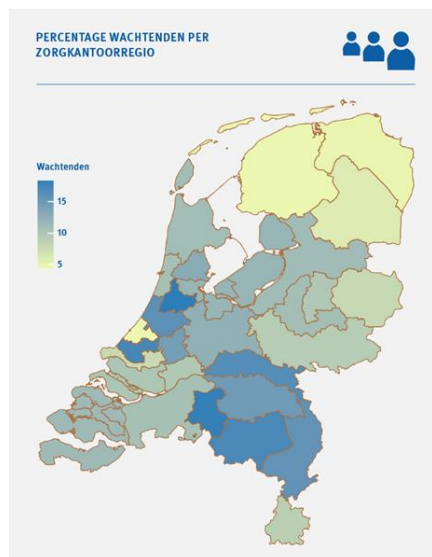 PERCENTAGE WACHTENDEN PER
ZORGKANTOORREGIO
Wachtenden
15
10
5